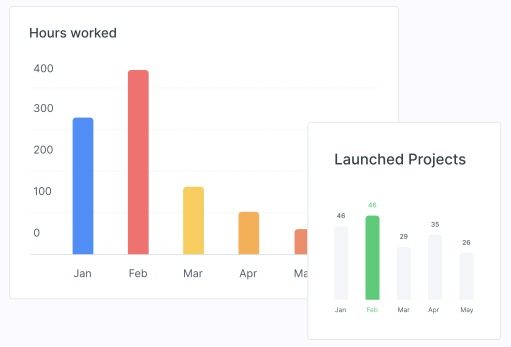 Hours worked
400
300
200
100
0
Jan Feb Mar Apr Ma
Launched Projects
46 46 29 35 26
Jan Feb Mar Apr May